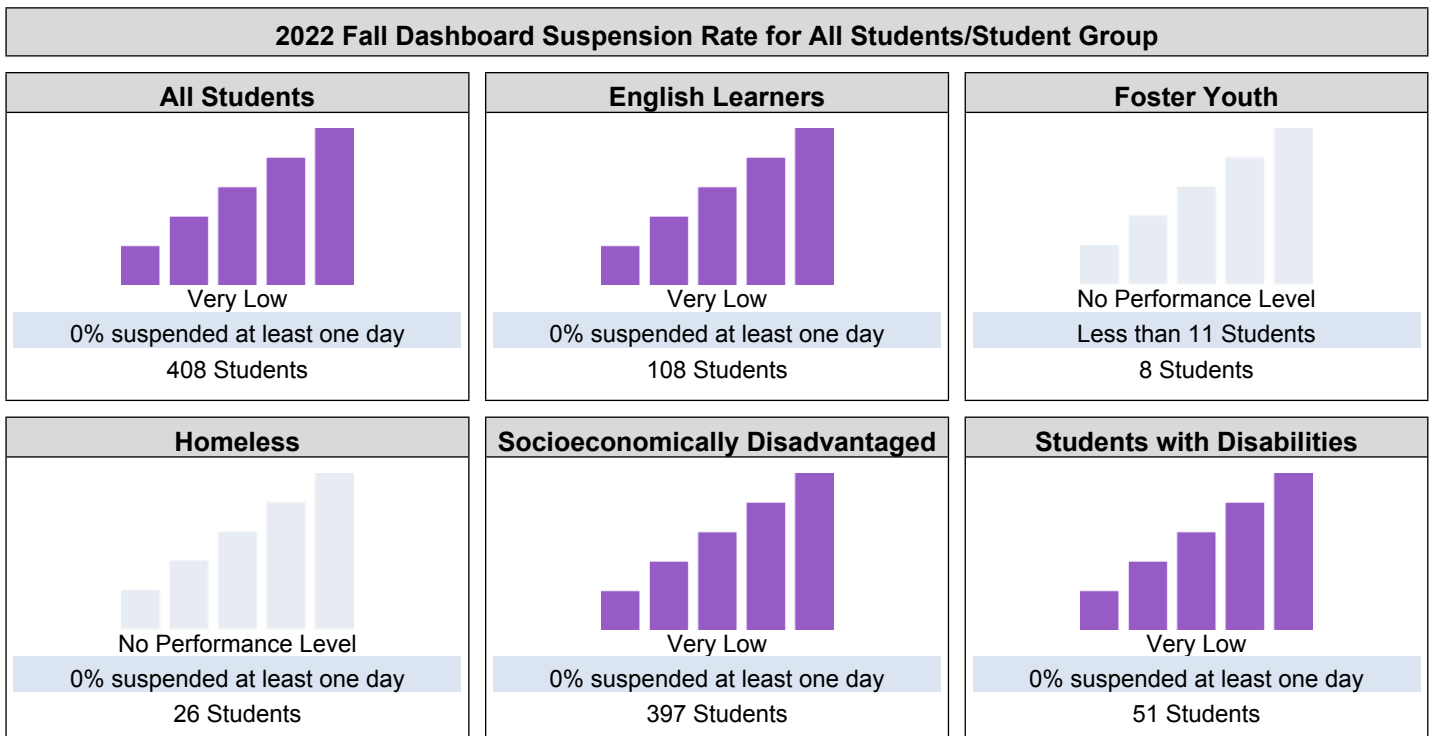 2022 Fall Dashboard Suspension Rate for All Students/Student Group
All Students
Very Low
0% suspended at least one day
408 Students
English Learners
Very Low
0% suspended at least one day
108 Students
Foster Youth
No Performance Level
Less than 11 Students
8 Students
Homeless
No Performance Level
0% suspended at least one day
26 Students
Socioeconomically Disadvantaged
Very Low
0% suspended at least one day
397 Students
Students with Disabilities
Very Low
0% suspended at least one day
51 Students